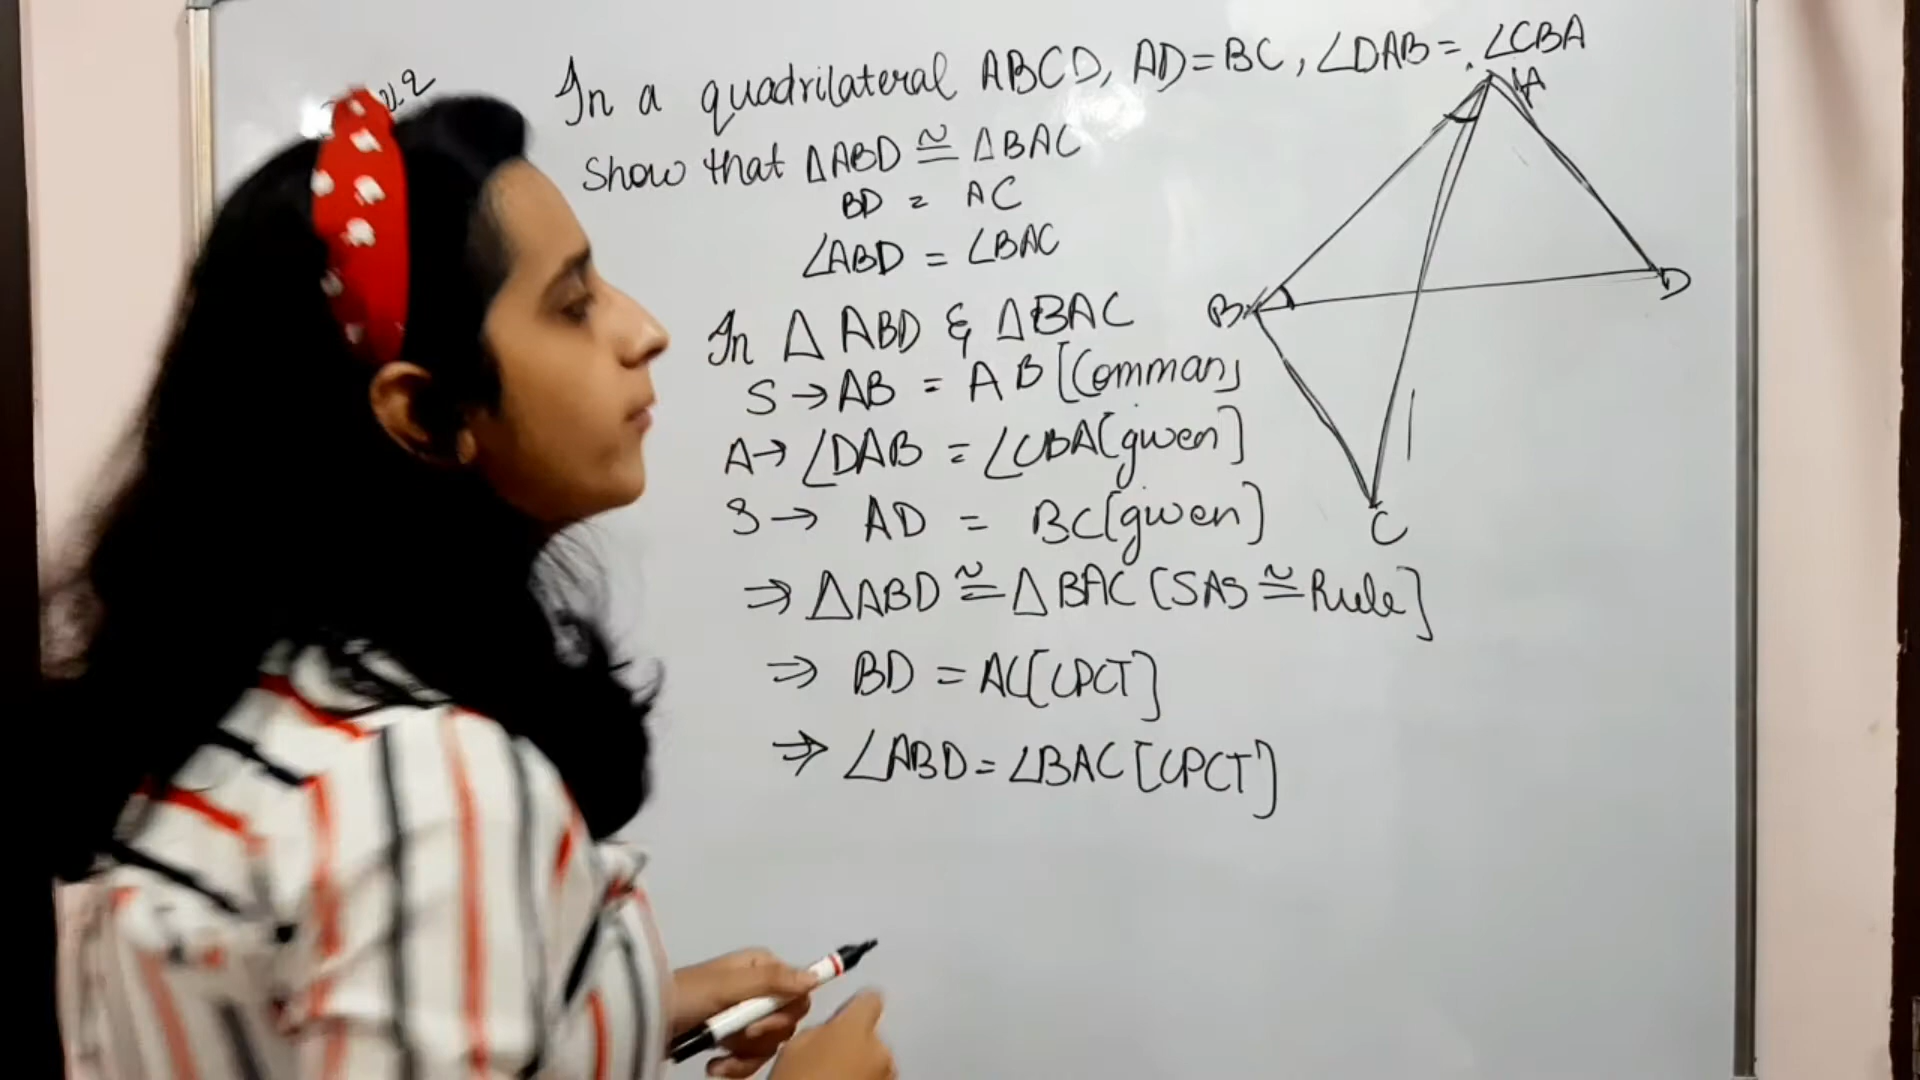 In a quadrilateral ABCD, AD=BC, ∠DAB = ∠CBA
Show that ΔABD ≅ ΔBAC
BD = AC
∠ABD = ∠BAC
In Δ ABD & ΔBAC
S → AB = AB [Comman]
A → ∠DAB = ∠CBA [given]
S → AD = BC [given]
⇒ ΔABD ≅ ΔBAC [SAS ≅ Rule]
⇒ BD = AC [CPCT]
⇒ ∠ABD = ∠BAC [CPCT]
A
B
D
C